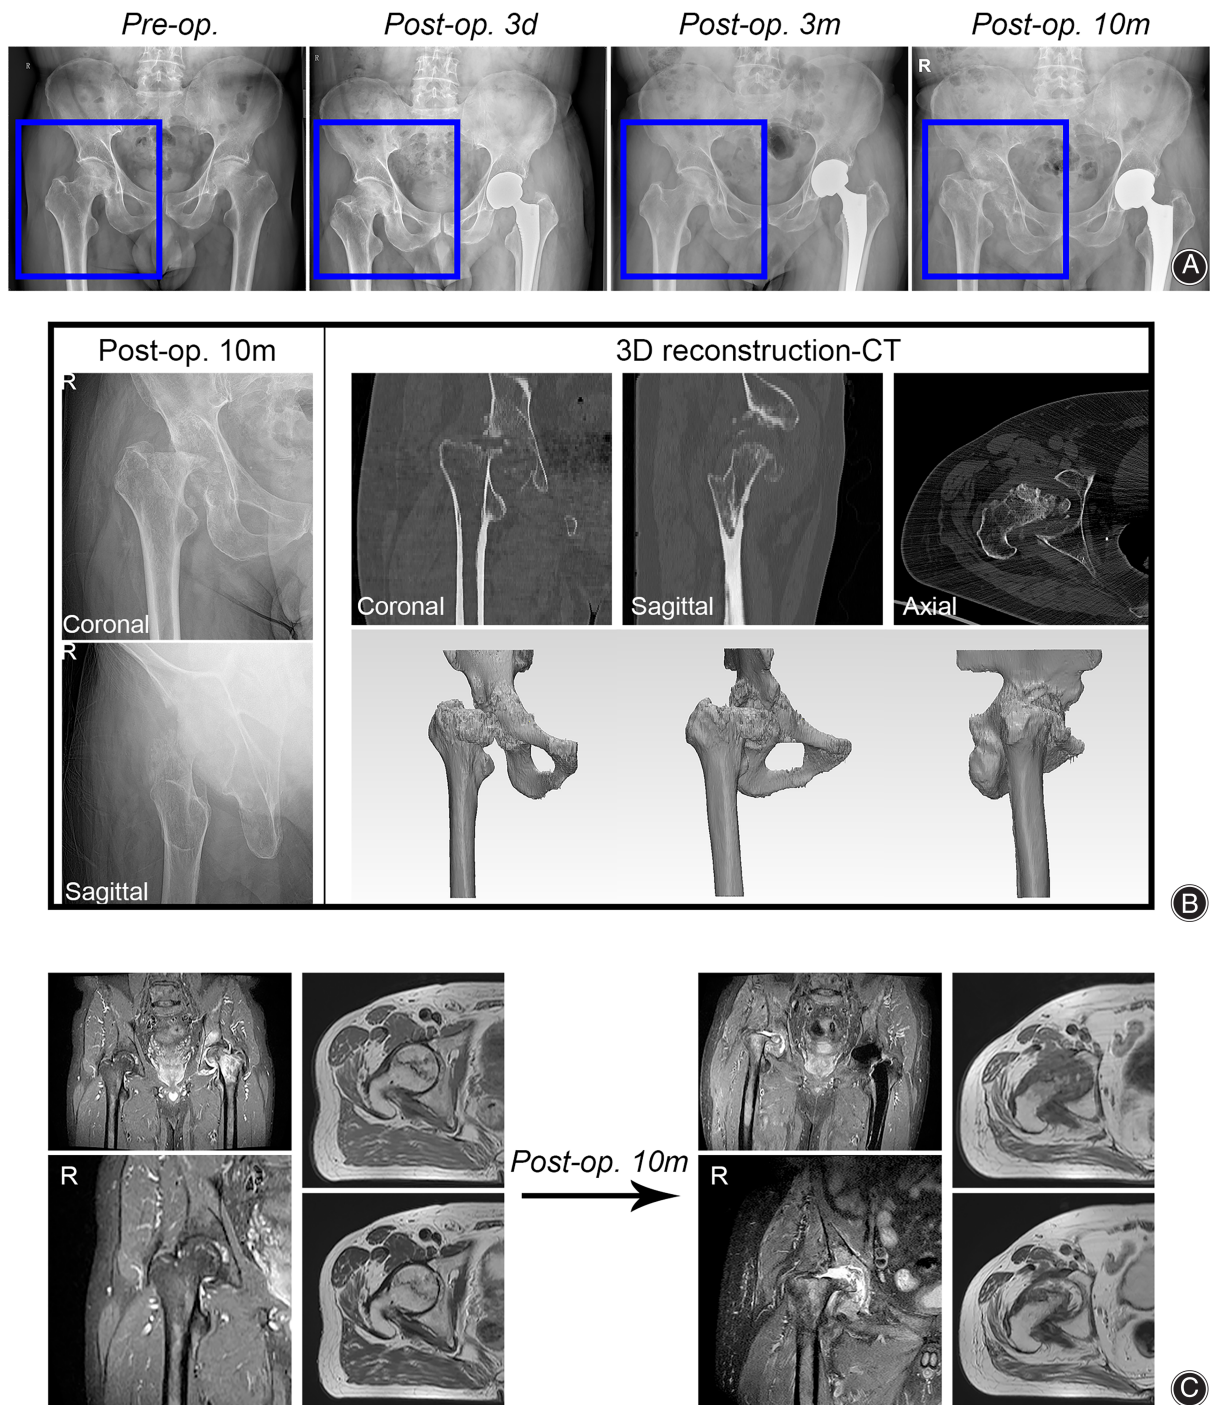 Pre-op. Post-op. 3d Post-op. 3m Post-op. 10m
R R R
A
Post-op. 10m 3D reconstruction-CT
R
Coronal Coronal Sagittal Axial
R
Sagittal
B
Post-op. 10m
R R
C